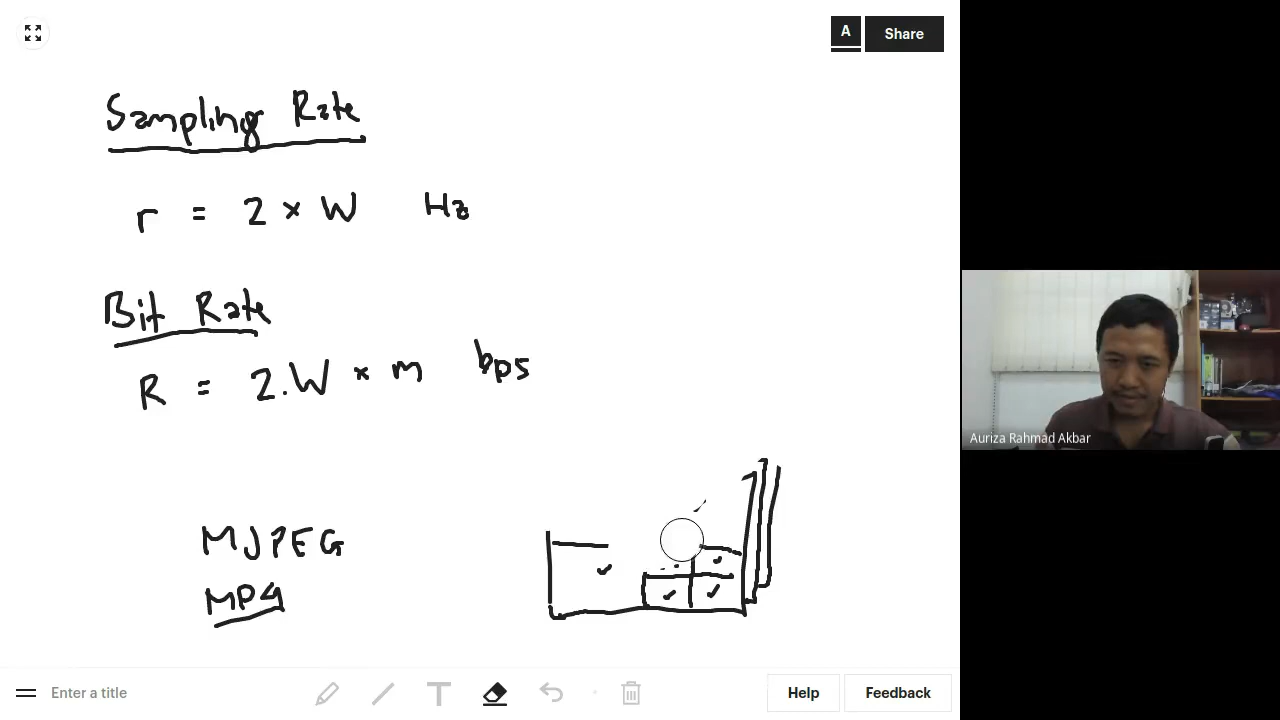 A Share
Sampling Rate
r = 2 × W Hz
Bit Rate
R = 2.W × m bps
MJPEG
MP4
Auriza Rahmad Akbar
Enter a title
T
Help
Feedback